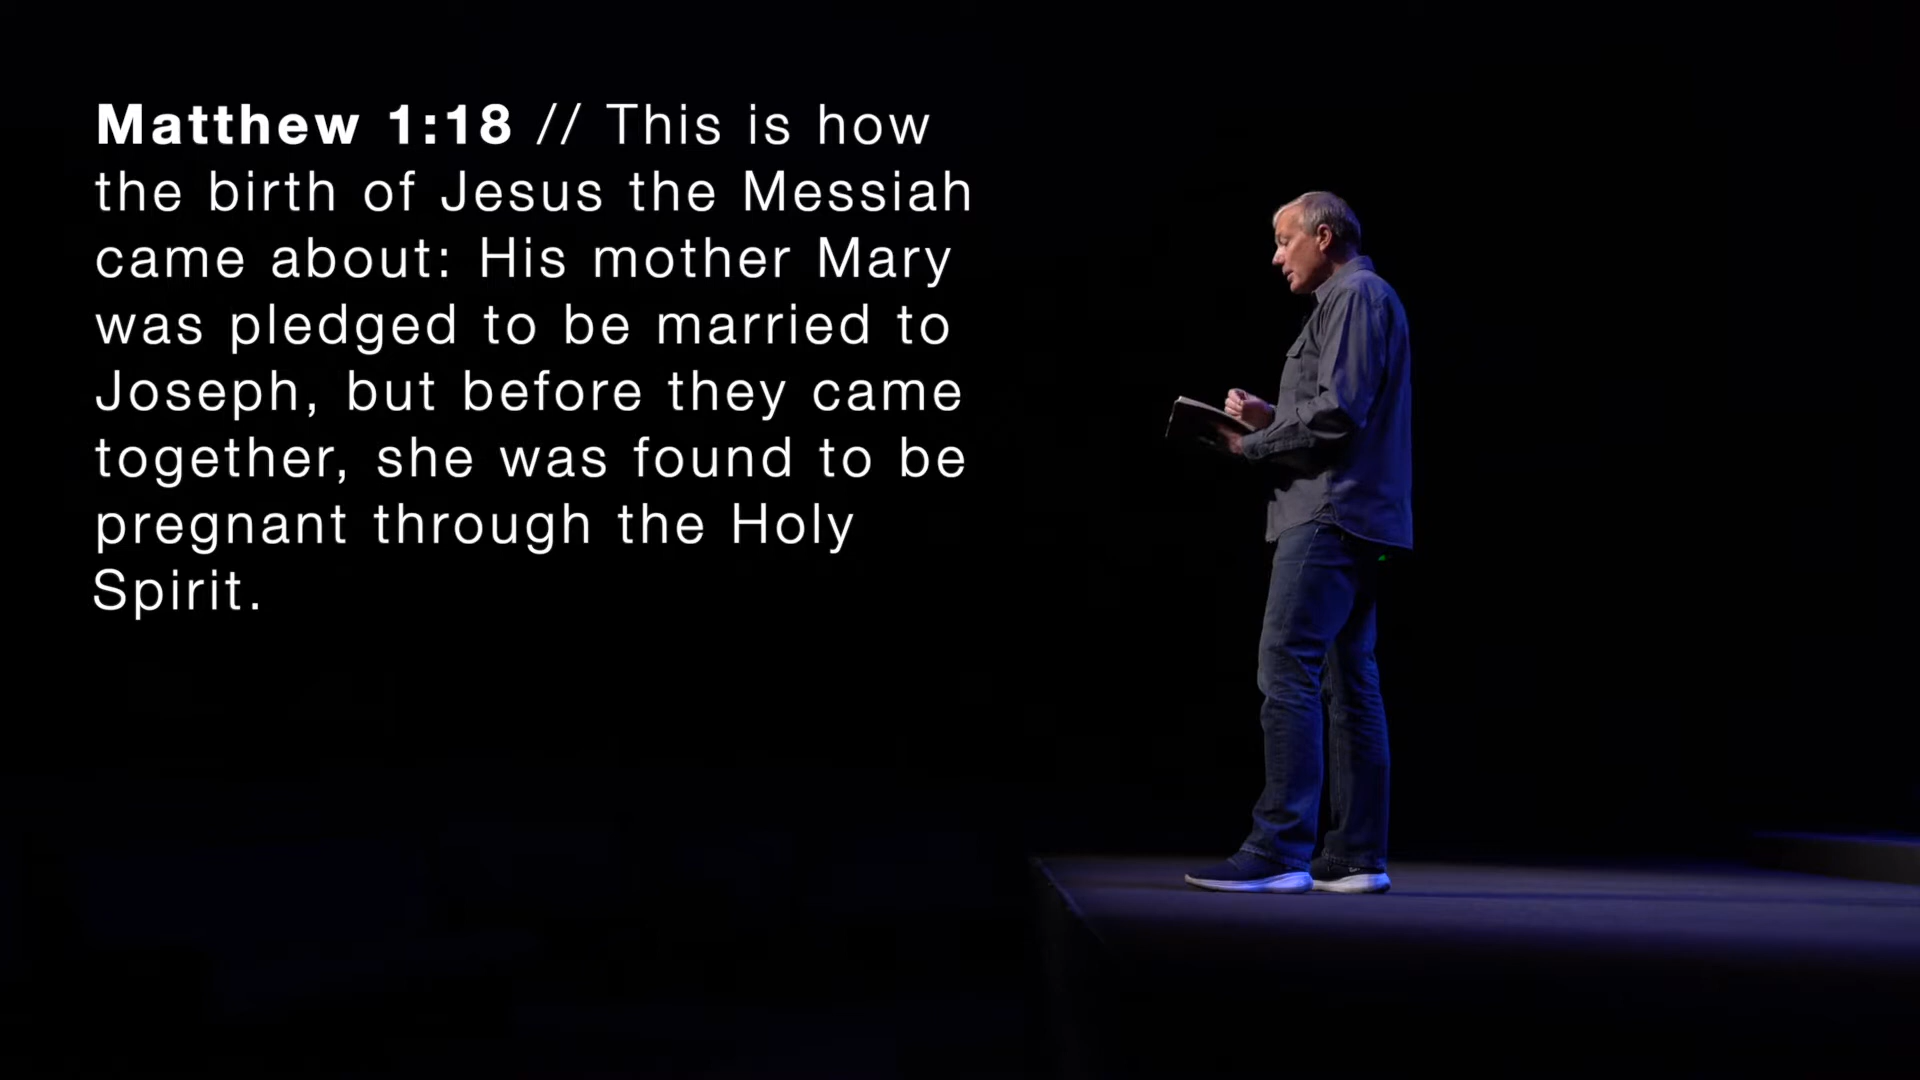 Matthew 1:18 // This is how
the birth of Jesus the Messiah
came about: His mother Mary
was pledged to be married to
Joseph, but before they came
together, she was found to be
pregnant through the Holy
Spirit.